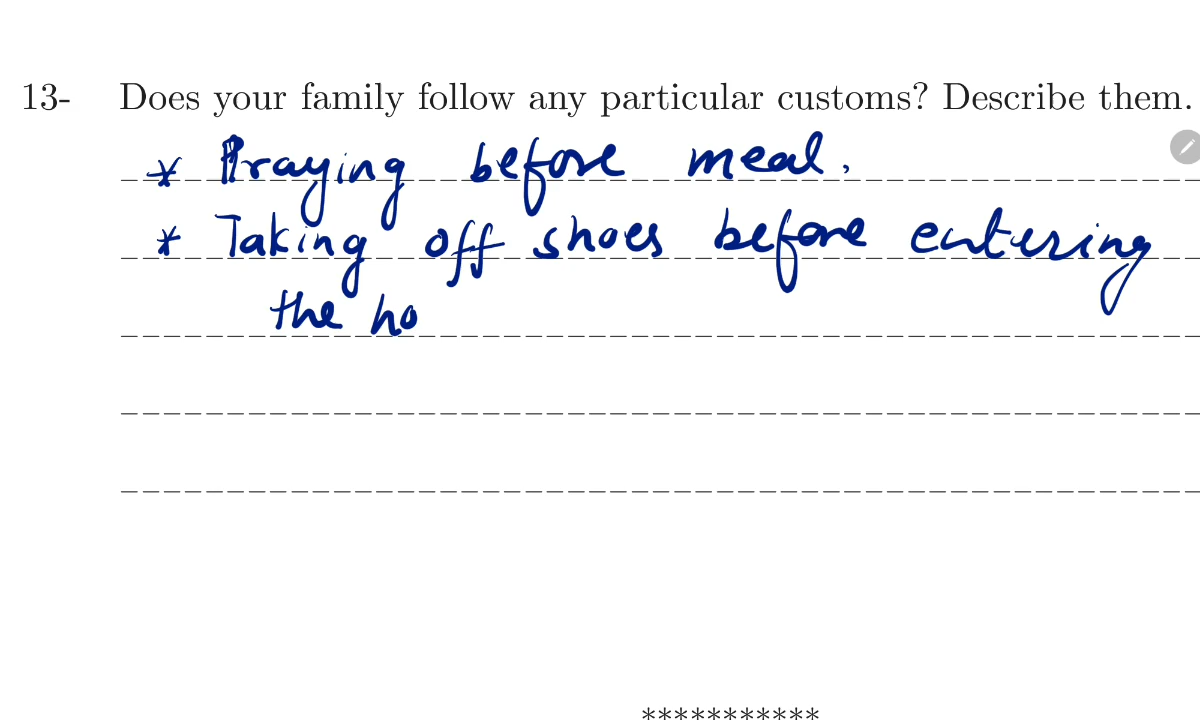 13- Does your family follow any particular customs? Describe them.
* Praying before meal.
* Taking off shoes before entering
the ho
***********